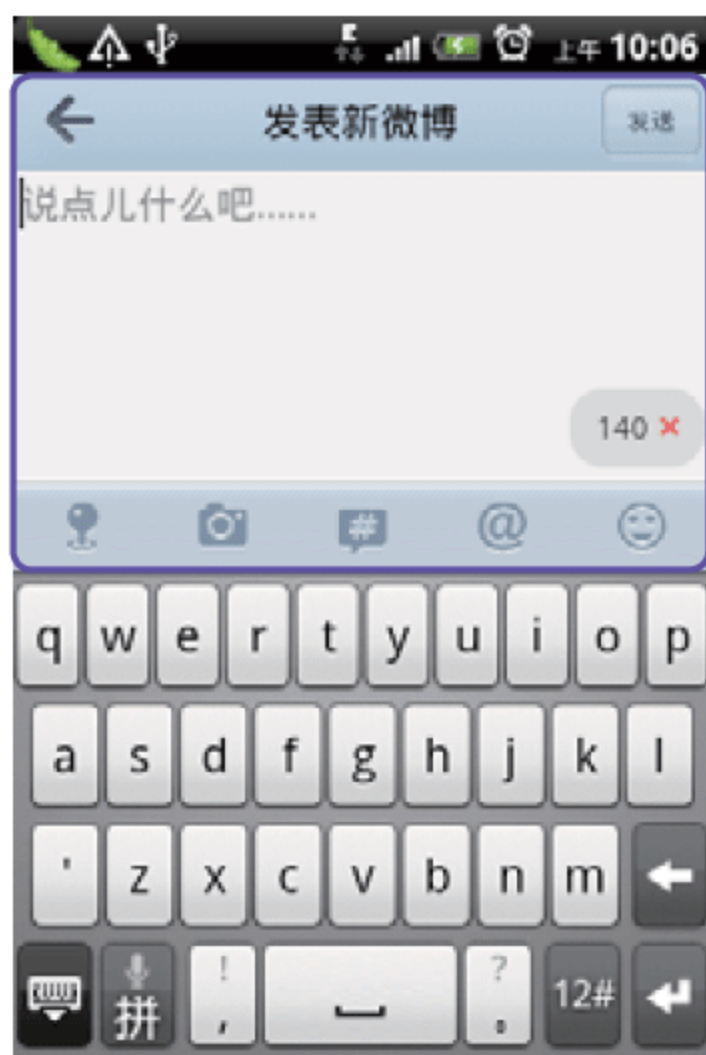 上午 10:06
发表新微博 发送
说点儿什么吧......
140
#
@
q w e r t y u i o p
a s d f g h j k l
' z x c v b n m
拼 ! , ? 。 12#